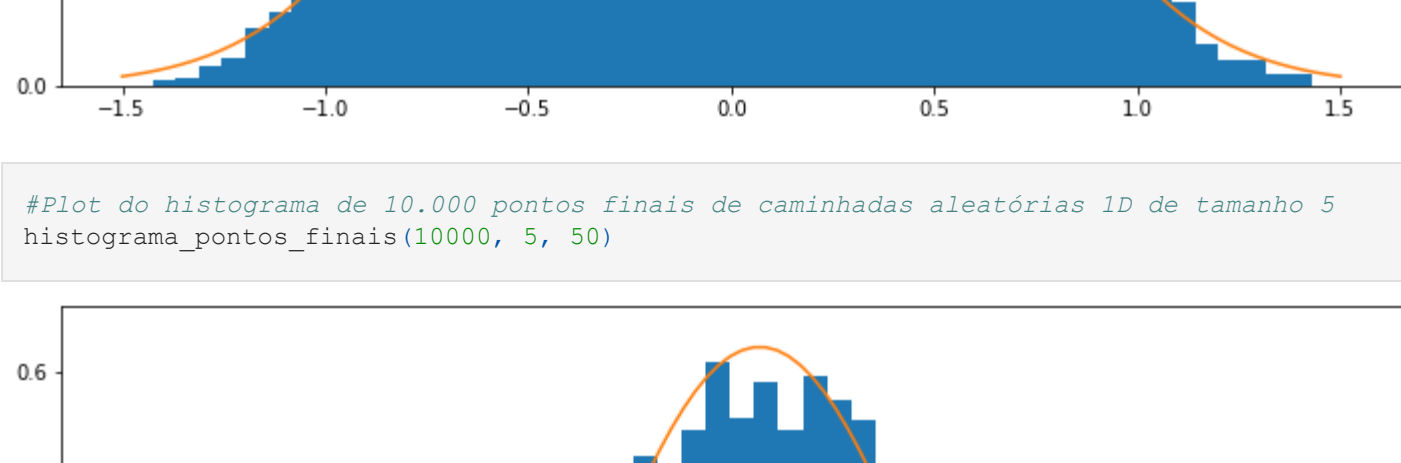 0.0
−1.5 −1.0 −0.5 0.0 0.5 1.0 1.5
#Plot do histograma de 10.000 pontos finais de caminhadas aleatórias 1D de tamanho 5
histograma_pontos_finais(10000, 5, 50)
0.6